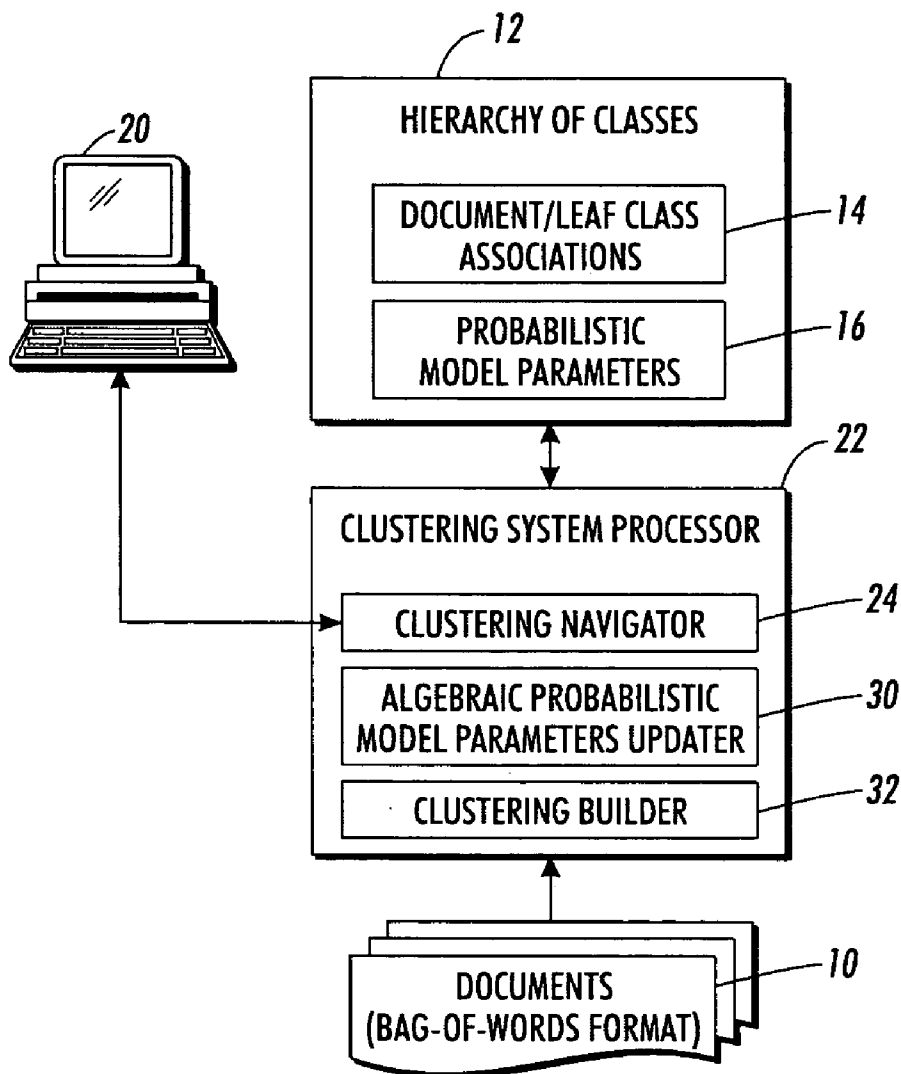 12
HIERARCHY OF CLASSES
20
DOCUMENT/LEAF CLASS
ASSOCIATIONS
14
PROBABILISTIC
MODEL PARAMETERS
16
22
CLUSTERING SYSTEM PROCESSOR
CLUSTERING NAVIGATOR
24
ALGEBRAIC PROBABILISTIC
MODEL PARAMETERS UPDATER
30
CLUSTERING BUILDER
32
DOCUMENTS
(BAG-OF-WORDS FORMAT)
10